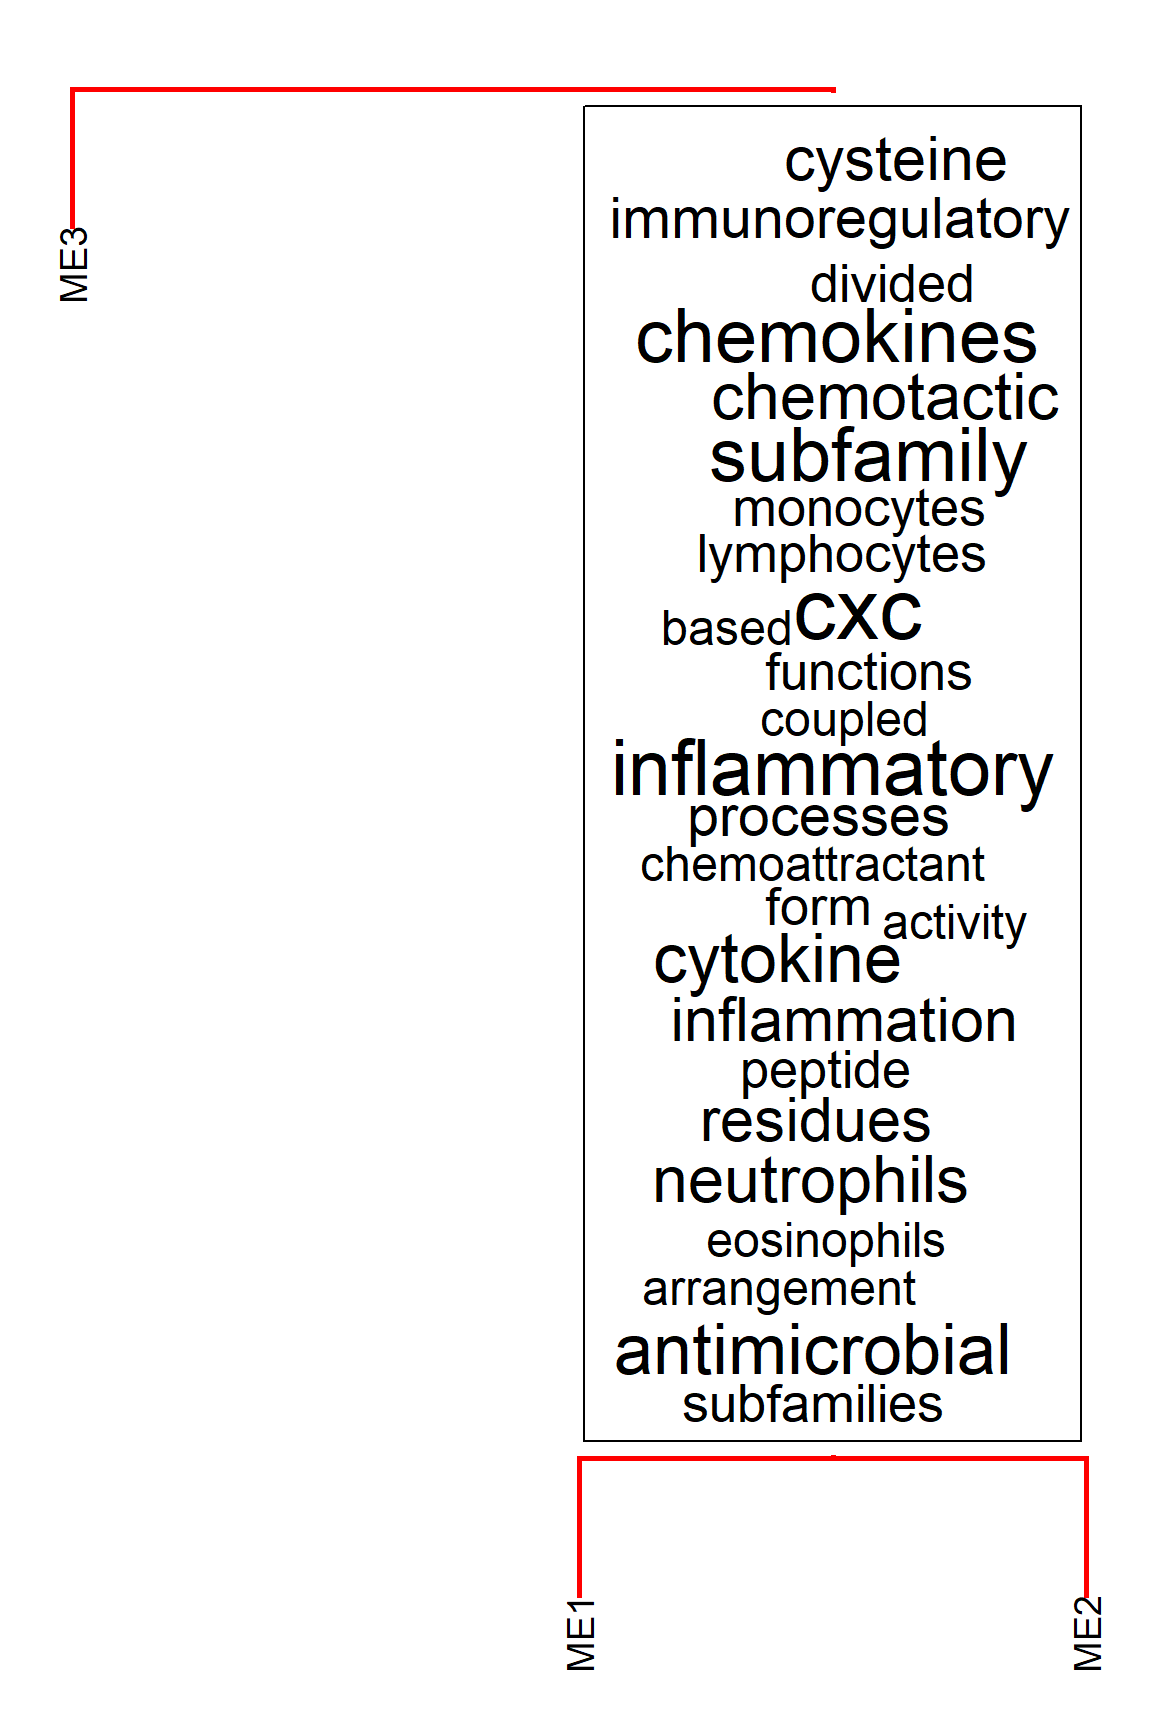 ME3
cysteine
immunoregulatory
divided
chemokines
chemotactic
subfamily
monocytes
lymphocytes
based cxc
functions
coupled
inflammatory
processes
chemoattractant
form activity
cytokine
inflammation
peptide
residues
neutrophils
eosinophils
arrangement
antimicrobial
subfamilies
ME1
ME2